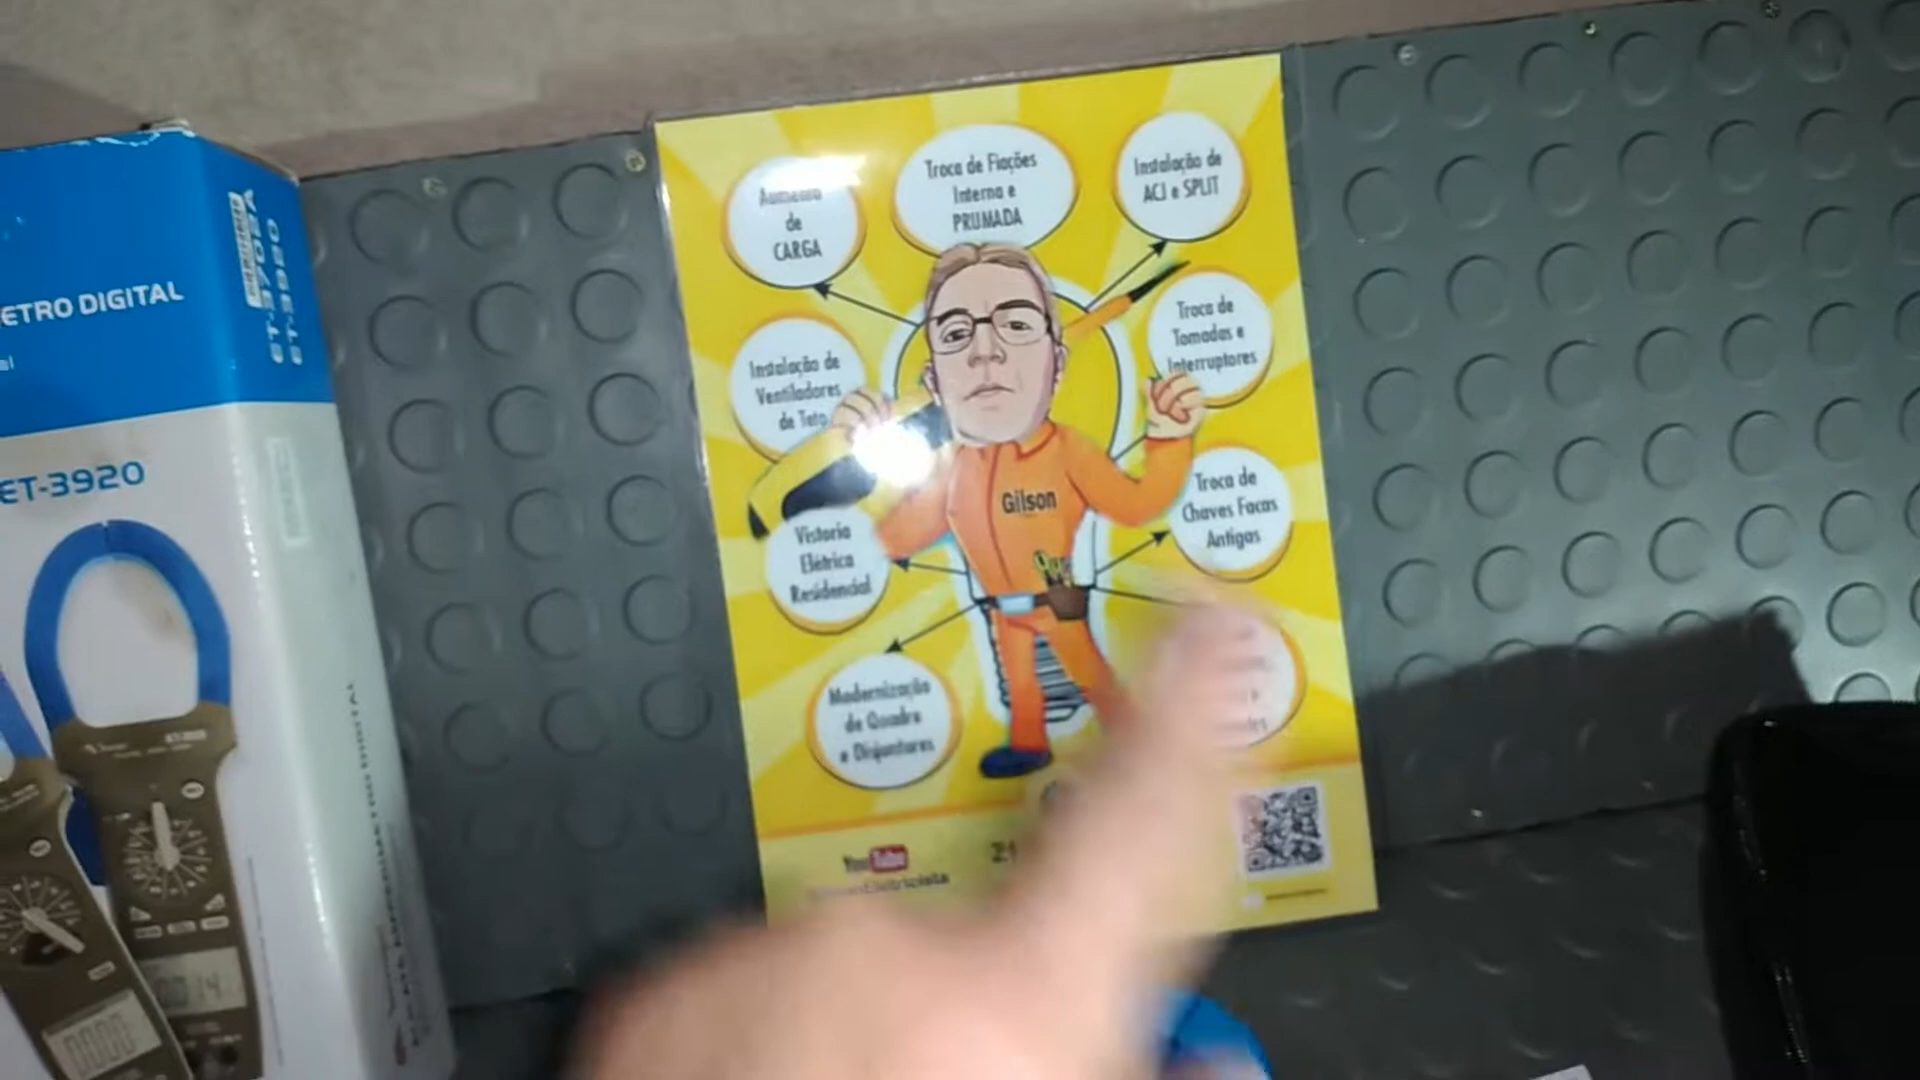 ETRO DIGITAL
ET-3702A
ET-3920
ET-3920
Aumento
de
CARGA
Troca de Fiações
Interna e
PRUMADA
Instalação de
ACJ e SPLIT
Instalação de
Ventiladores
de Teto
Troca de
Tomadas e
Interruptores
Gilson
Vistoria
Elétrica
Residencial
Troca de
Chaves Facas
Antigas
Modernização
de Quadro
e Disjuntores
YouTube